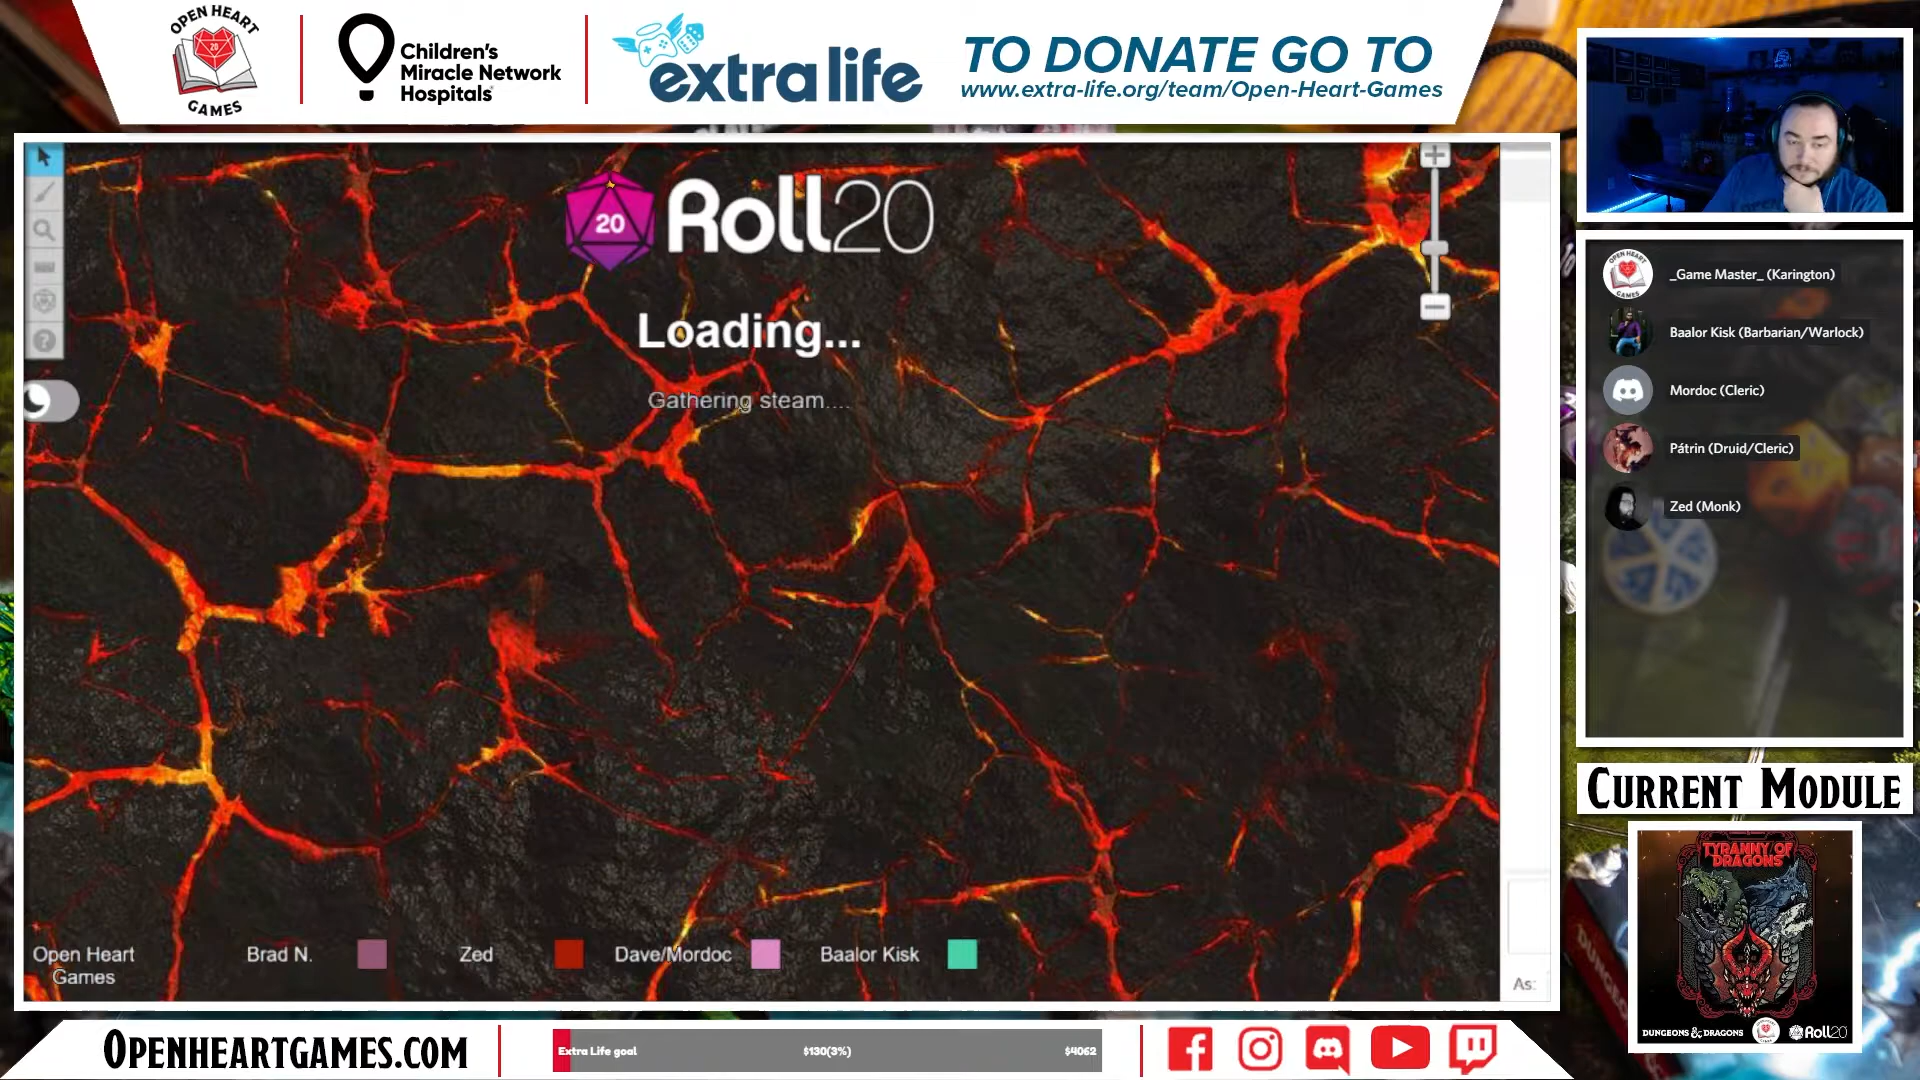 OPEN HEART
20
GAMES
Children's
Miracle Network
Hospitals
extra life
TO DONATE GO TO
www.extra-life.org/team/Open-Heart-Games
20
Roll20
Loading...
Gathering steam....
_Game Master_ (Karington)
Baalor Kisk (Barbarian/Warlock)
Mordoc (Cleric)
Pátrin (Druid/Cleric)
Zed (Monk)
CURRENT MODULE
TYRANNY OF
DRAGONS
DUNGEONS & DRAGONS
Roll20
Open Heart
Games
Brad N.
Zed
Dave/Mordoc
Baalor Kisk
As:
OPENHEARTGAMES.COM
Extra Life goal
$130(3%)
$4062